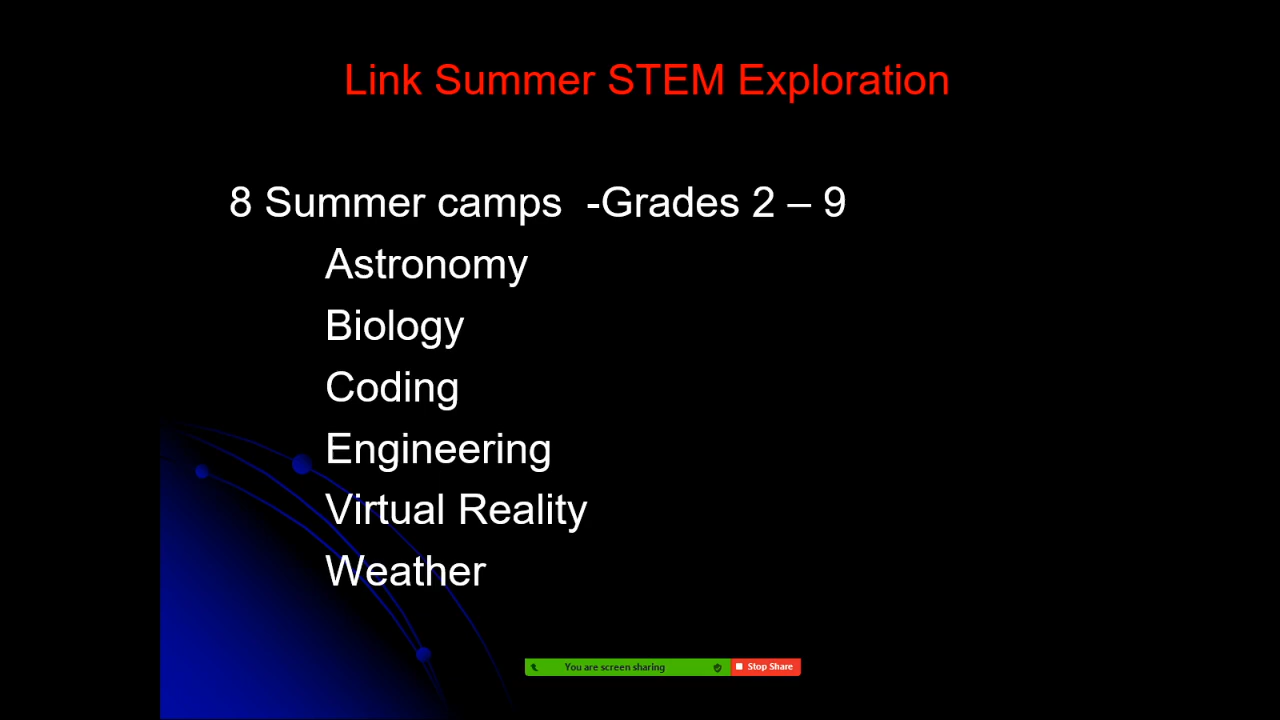 Link Summer STEM Exploration
8 Summer camps -Grades 2 – 9
Astronomy
Biology
Coding
Engineering
Virtual Reality
Weather
You are screen sharing
Stop Share